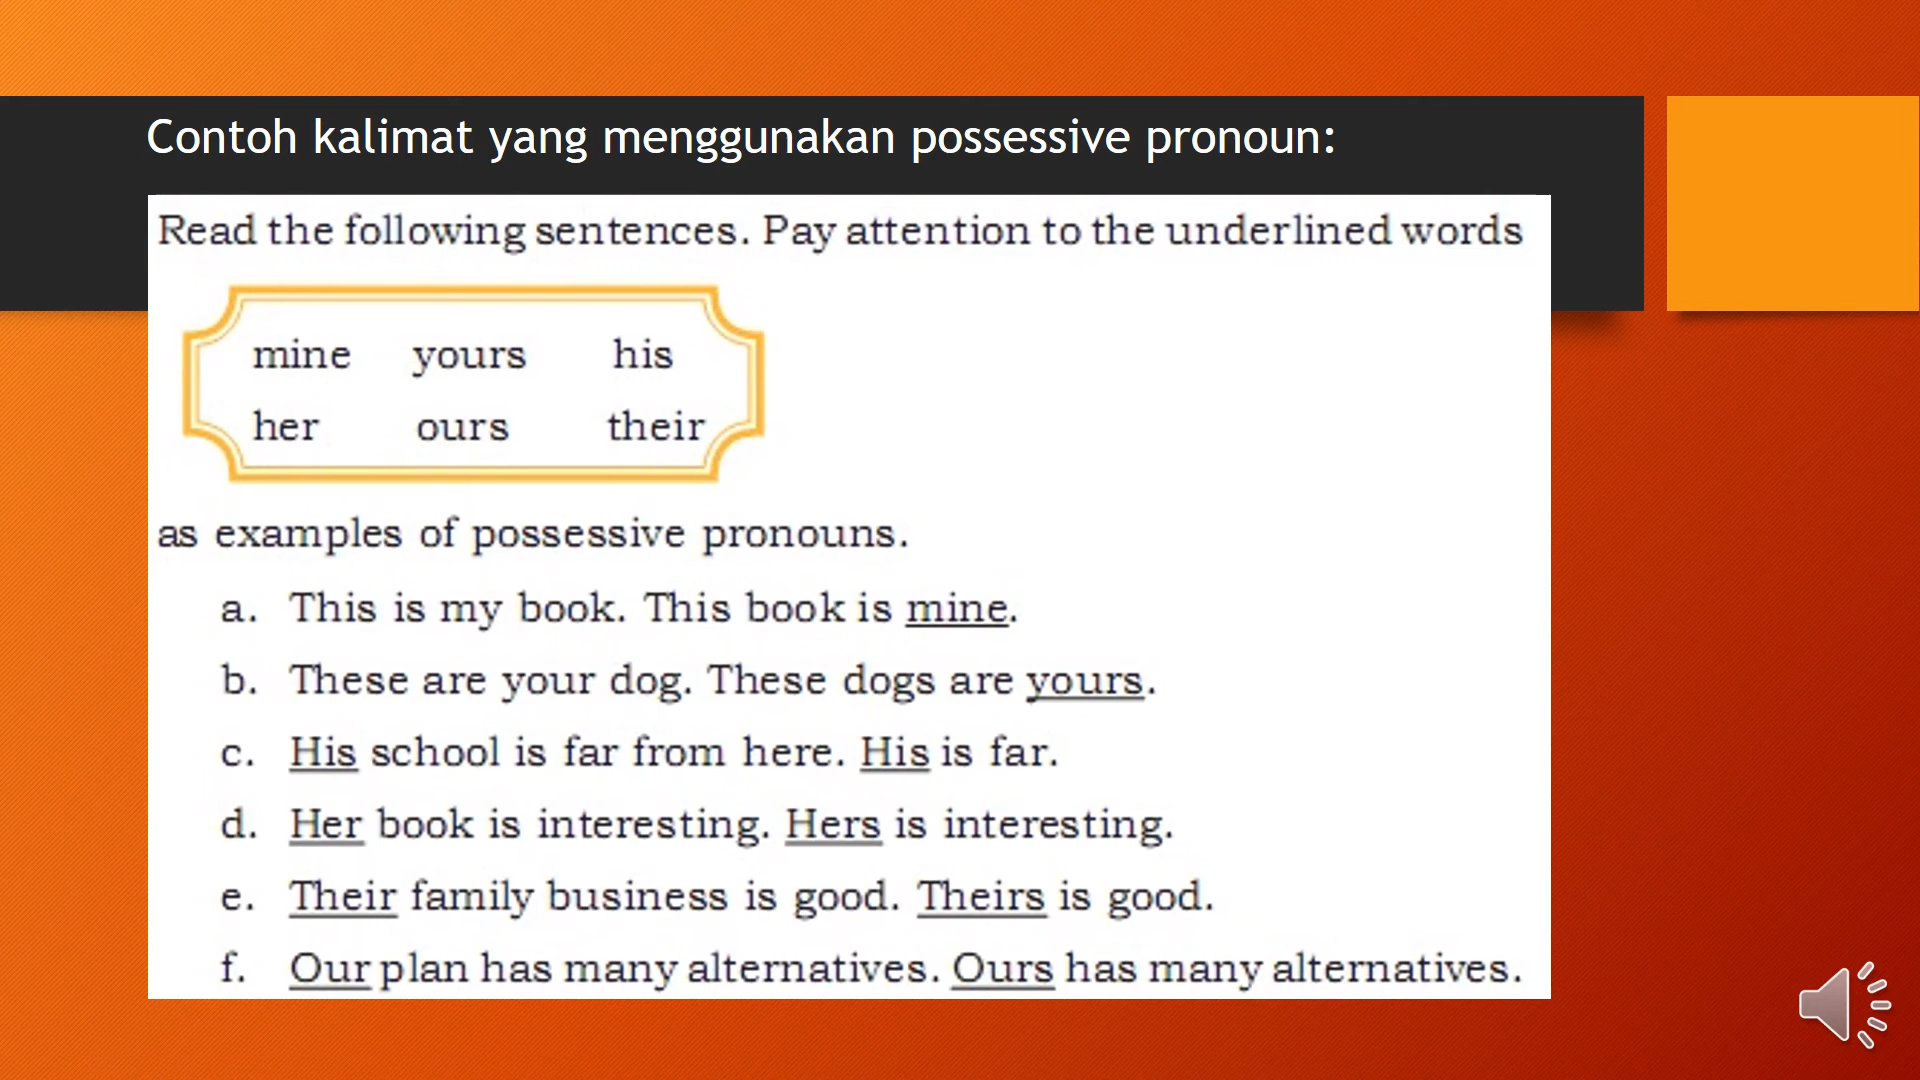 Contoh kalimat yang menggunakan possessive pronoun:
Read the following sentences. Pay attention to the underlined words
mine yours his
her ours their
as examples of possessive pronouns.
a. This is my book. This book is mine.
b. These are your dog. These dogs are yours.
c. His school is far from here. His is far.
d. Her book is interesting. Hers is interesting.
e. Their family business is good. Theirs is good.
f. Our plan has many alternatives. Ours has many alternatives.